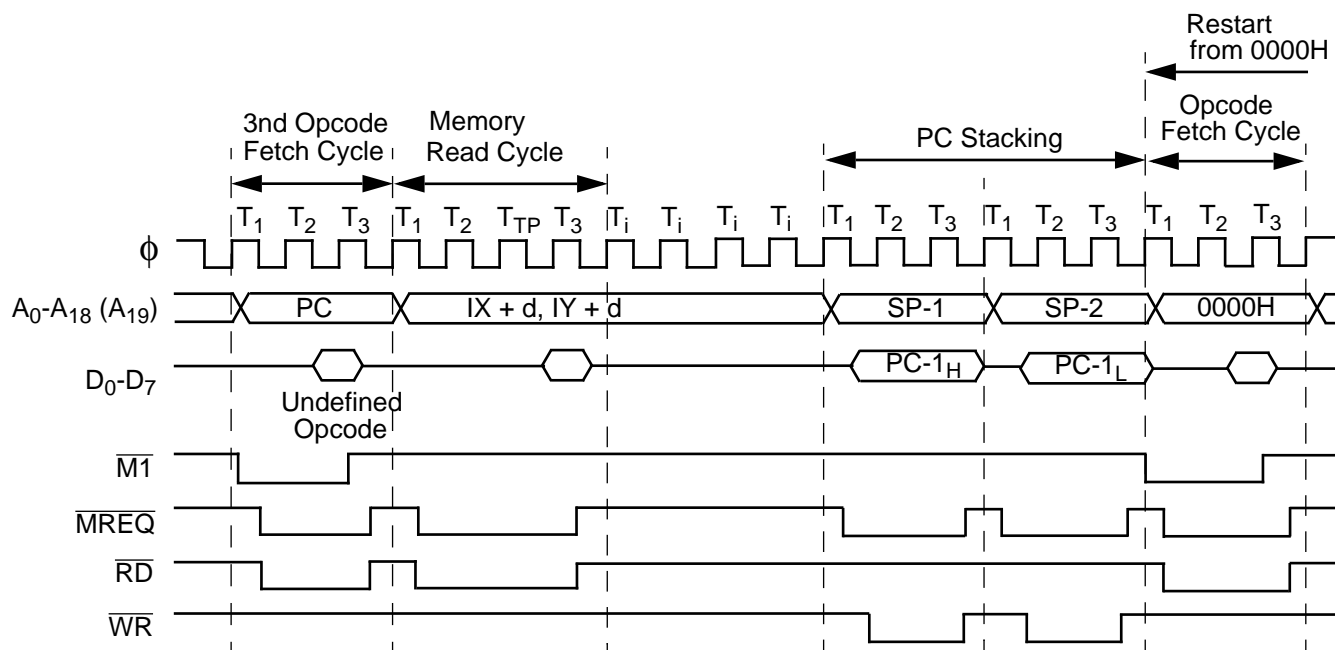 Restart
from 0000H
3nd Opcode
Fetch Cycle
Memory
Read Cycle
PC Stacking
Opcode
Fetch Cycle
T1 T2 T3 T1 T2 TTP T3 Ti Ti Ti Ti T1 T2 T3 T1 T2 T3 T1 T2 T3
ϕ
A0-A18 (A19) PC IX + d, IY + d SP-1 SP-2 0000H
D0-D7 PC-1H PC-1L
Undefined
Opcode
M1
MREQ
RD
WR